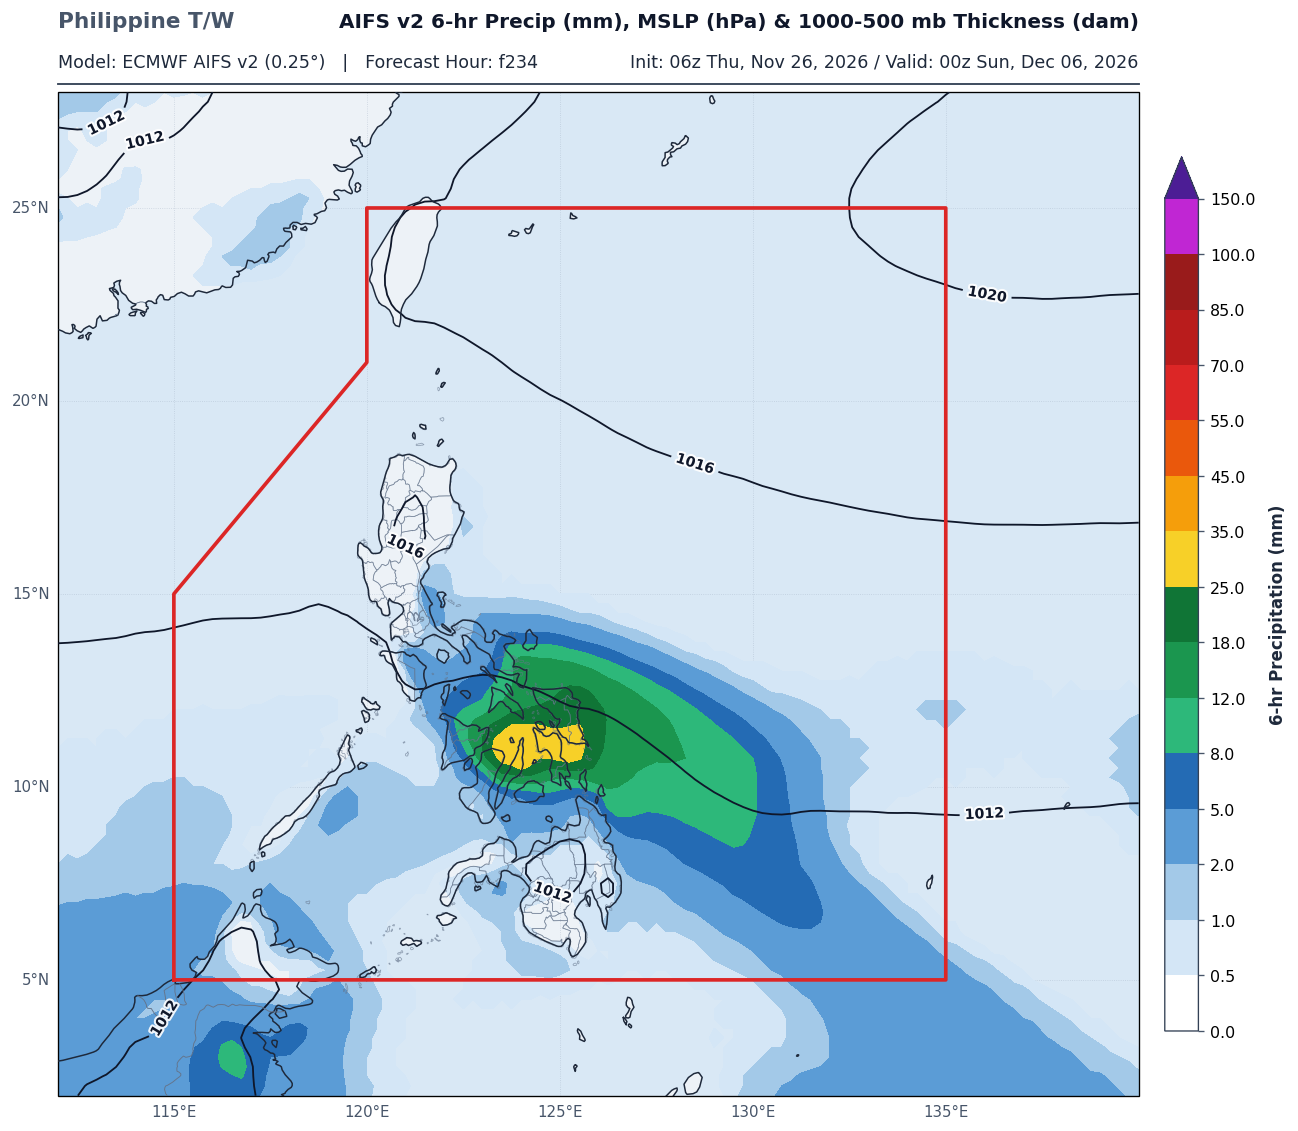 Philippine T/W
AIFS v2 6-hr Precip (mm), MSLP (hPa) & 1000-500 mb Thickness (dam)
Model: ECMWF AIFS v2 (0.25°) | Forecast Hour: f234
Init: 06z Thu, Nov 26, 2026 / Valid: 00z Sun, Dec 06, 2026
1012
1012
25°N
1020
20°N
1016
1016
15°N
10°N
1012
1012
5°N
1012
115°E
120°E
125°E
130°E
135°E
150.0
100.0
85.0
70.0
55.0
45.0
35.0
25.0
18.0
12.0
8.0
5.0
2.0
1.0
0.5
0.0
6-hr Precipitation (mm)